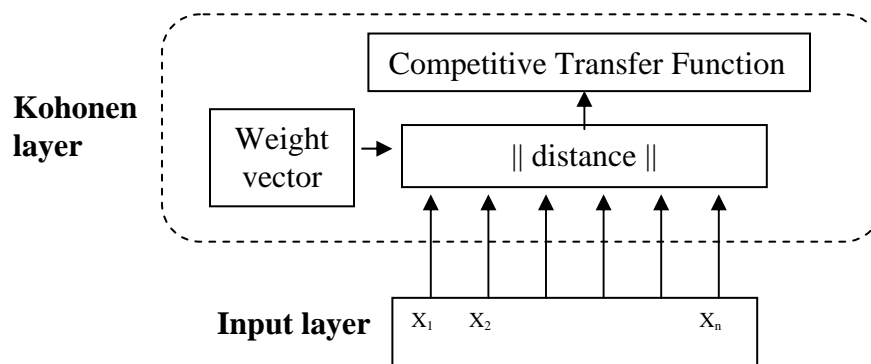 Competitive Transfer Function
Kohonen
layer
Weight
vector
|| distance ||
Input layer
X1 X2 Xn